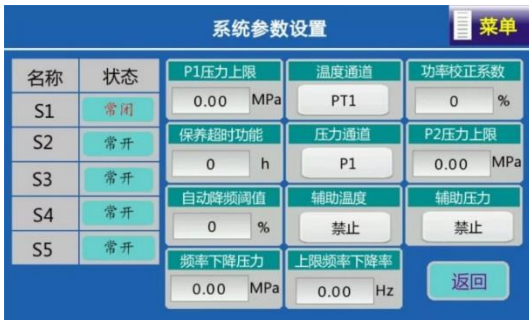 系统参数设置
菜单
名称 状态
S1 常闭
S2 常开
S3 常开
S4 常开
S5 常开
P1压力上限 温度通道 功率校正系数
0.00 MPa PT1 0 %
保养超时功能 压力通道 P2压力上限
0 h P1 0.00 MPa
自动降频阈值 辅助温度 辅助压力
0 % 禁止 禁止
频率下降压力 上限频率下降率
0.00 MPa 0.00 Hz
返回